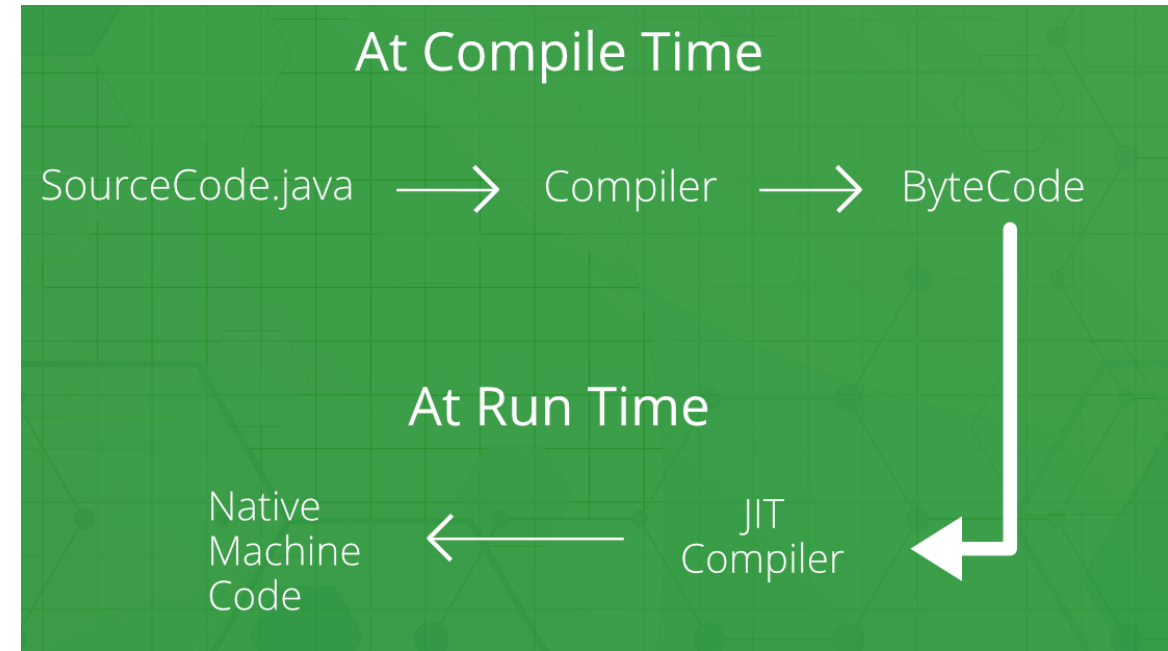 At Compile Time
SourceCode.java
Compiler
ByteCode
At Run Time
Native
Machine
Code
JIT
Compiler